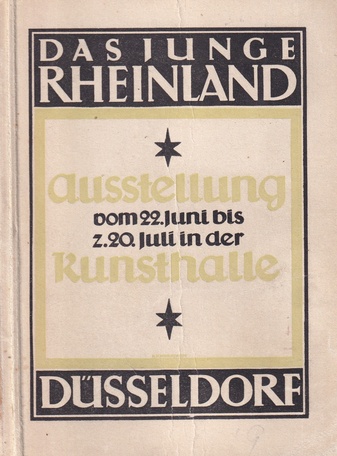 DAS JUNGE
RHEINLAND
Ausstellung
vom 22. Juni bis
z. 20. Juli in der
Kunsthalle
DÜSSELDORF